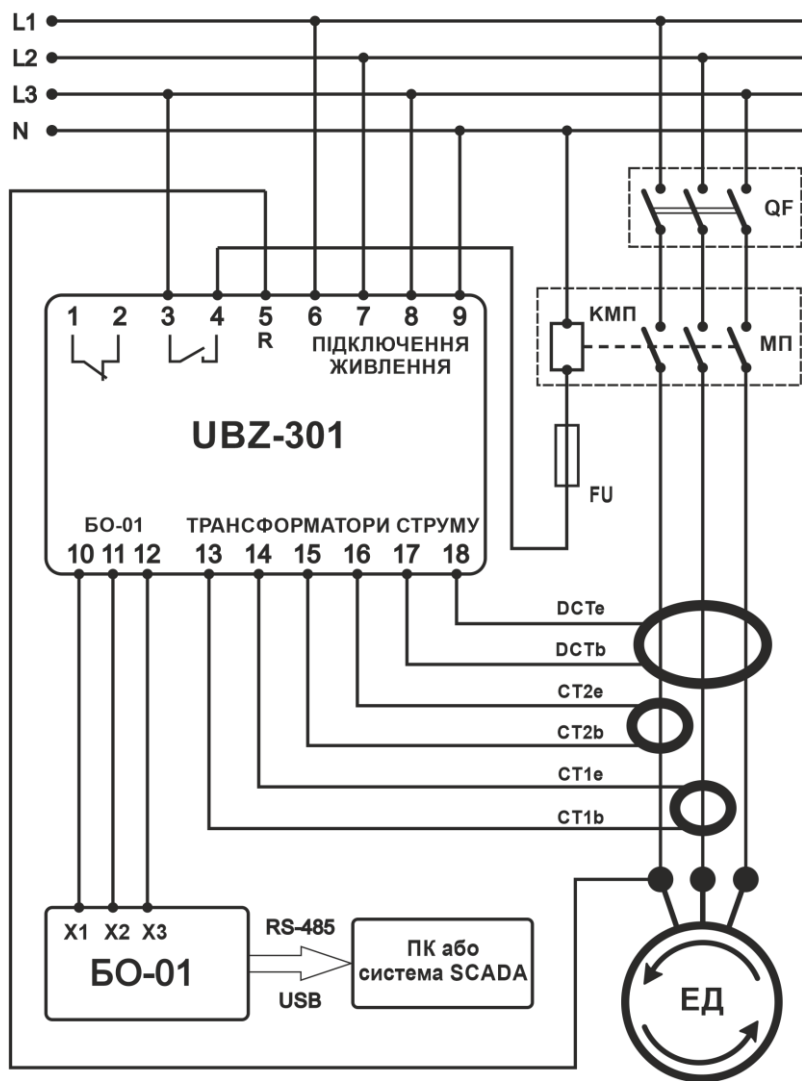 L1
L2
L3
N
QF
1 2 3 4 5 6 7 8 9
R
ПІДКЛЮЧЕННЯ
ЖИВЛЕННЯ
КМП
МП
UBZ-301
FU
БО-01
ТРАНСФОРМАТОРИ СТРУМУ
10 11 12 13 14 15 16 17 18
DCTe
DCTb
CT2e
CT2b
CT1e
CT1b
X1 X2 X3
БО-01
RS-485
USB
ПК або
система SCADA
ЕД